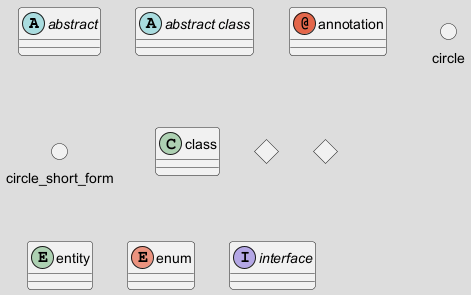 A abstract
A abstract class
@ annotation
circle
circle_short_form
C class
E entity
E enum
I interface